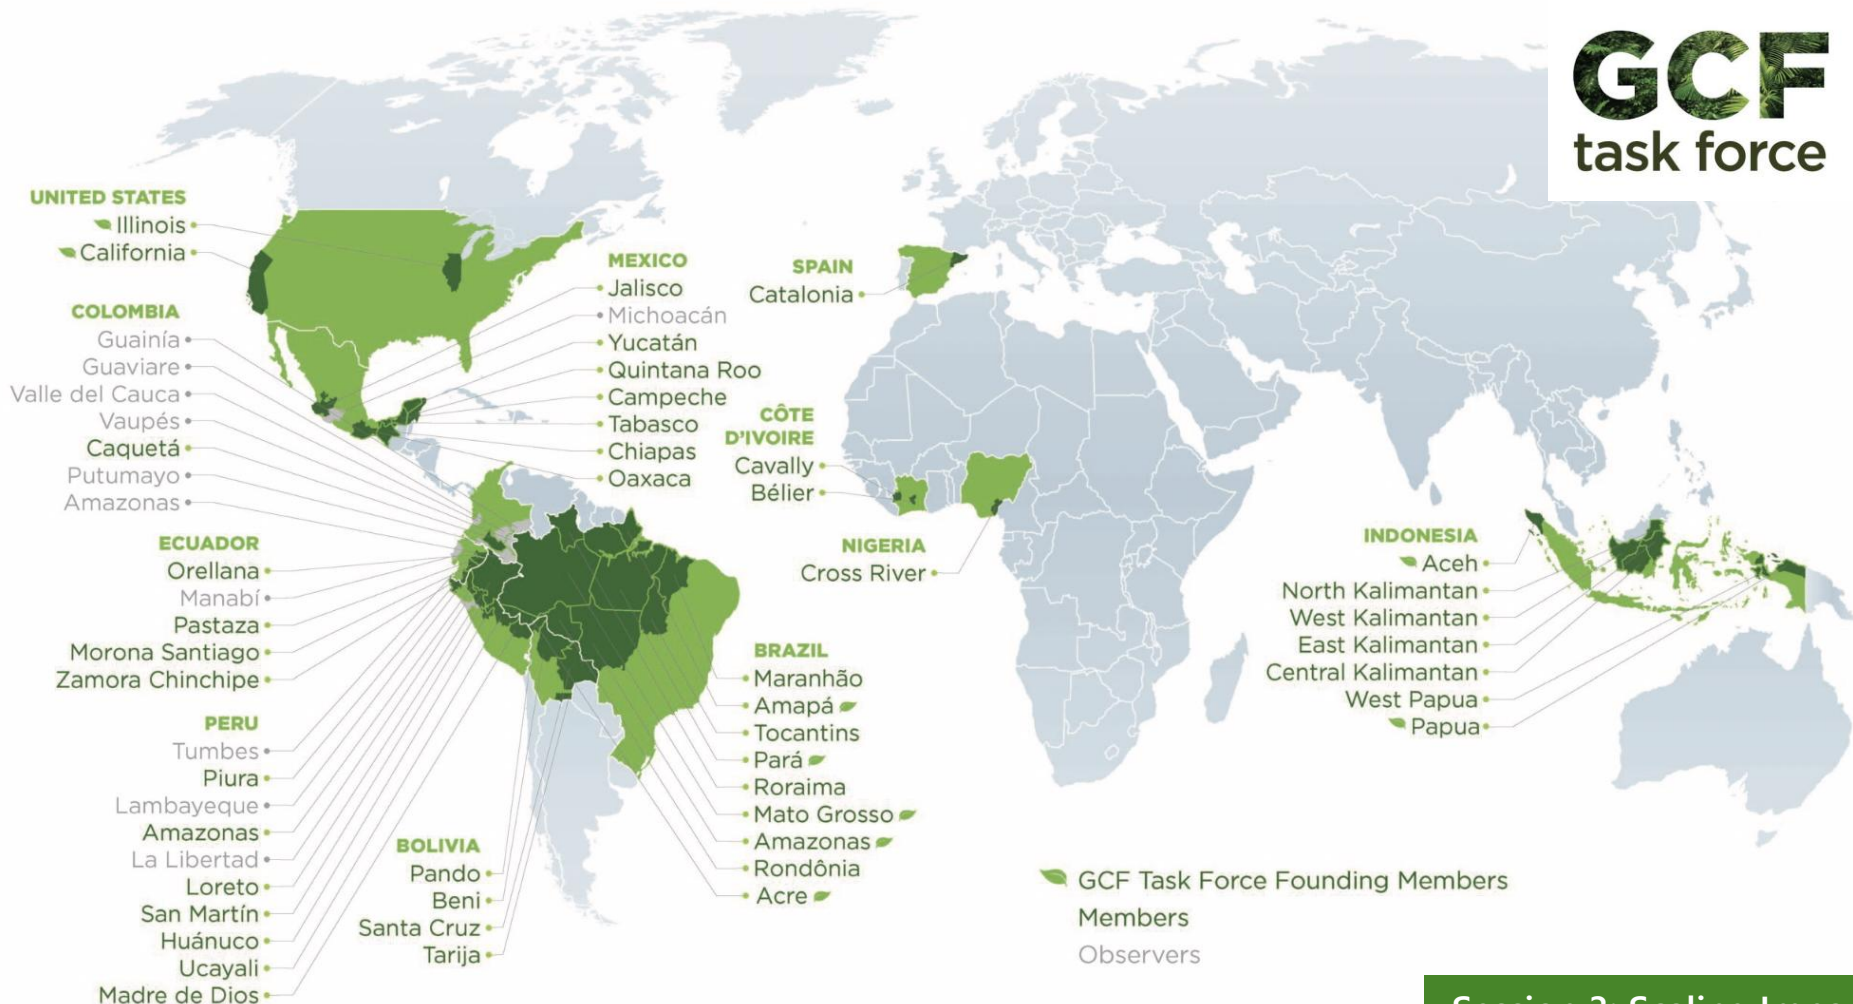 GCF
task force
UNITED STATES
Illinois
California
COLOMBIA
Guainía
Guaviare
Valle del Cauca
Vaupés
Caquetá
Putumayo
Amazonas
ECUADOR
Orellana
Manabí
Pastaza
Morona Santiago
Zamora Chinchipe
PERU
Tumbes
Piura
Lambayeque
Amazonas
La Libertad
Loreto
San Martín
Huánuco
Ucayali
Madre de Dios
MEXICO
Jalisco
Michoacán
Yucatán
Quintana Roo
Campeche
Tabasco
Chiapas
Oaxaca
BOLIVIA
Pando
Beni
Santa Cruz
Tarija
BRAZIL
Maranhão
Amapá
Tocantins
Pará
Roraima
Mato Grosso
Amazonas
Rondônia
Acre
SPAIN
Catalonia
CÔTE
D'IVOIRE
Cavally
Bélier
NIGERIA
Cross River
INDONESIA
Aceh
North Kalimantan
West Kalimantan
East Kalimantan
Central Kalimantan
West Papua
Papua
GCF Task Force Founding Members
Members
Observers